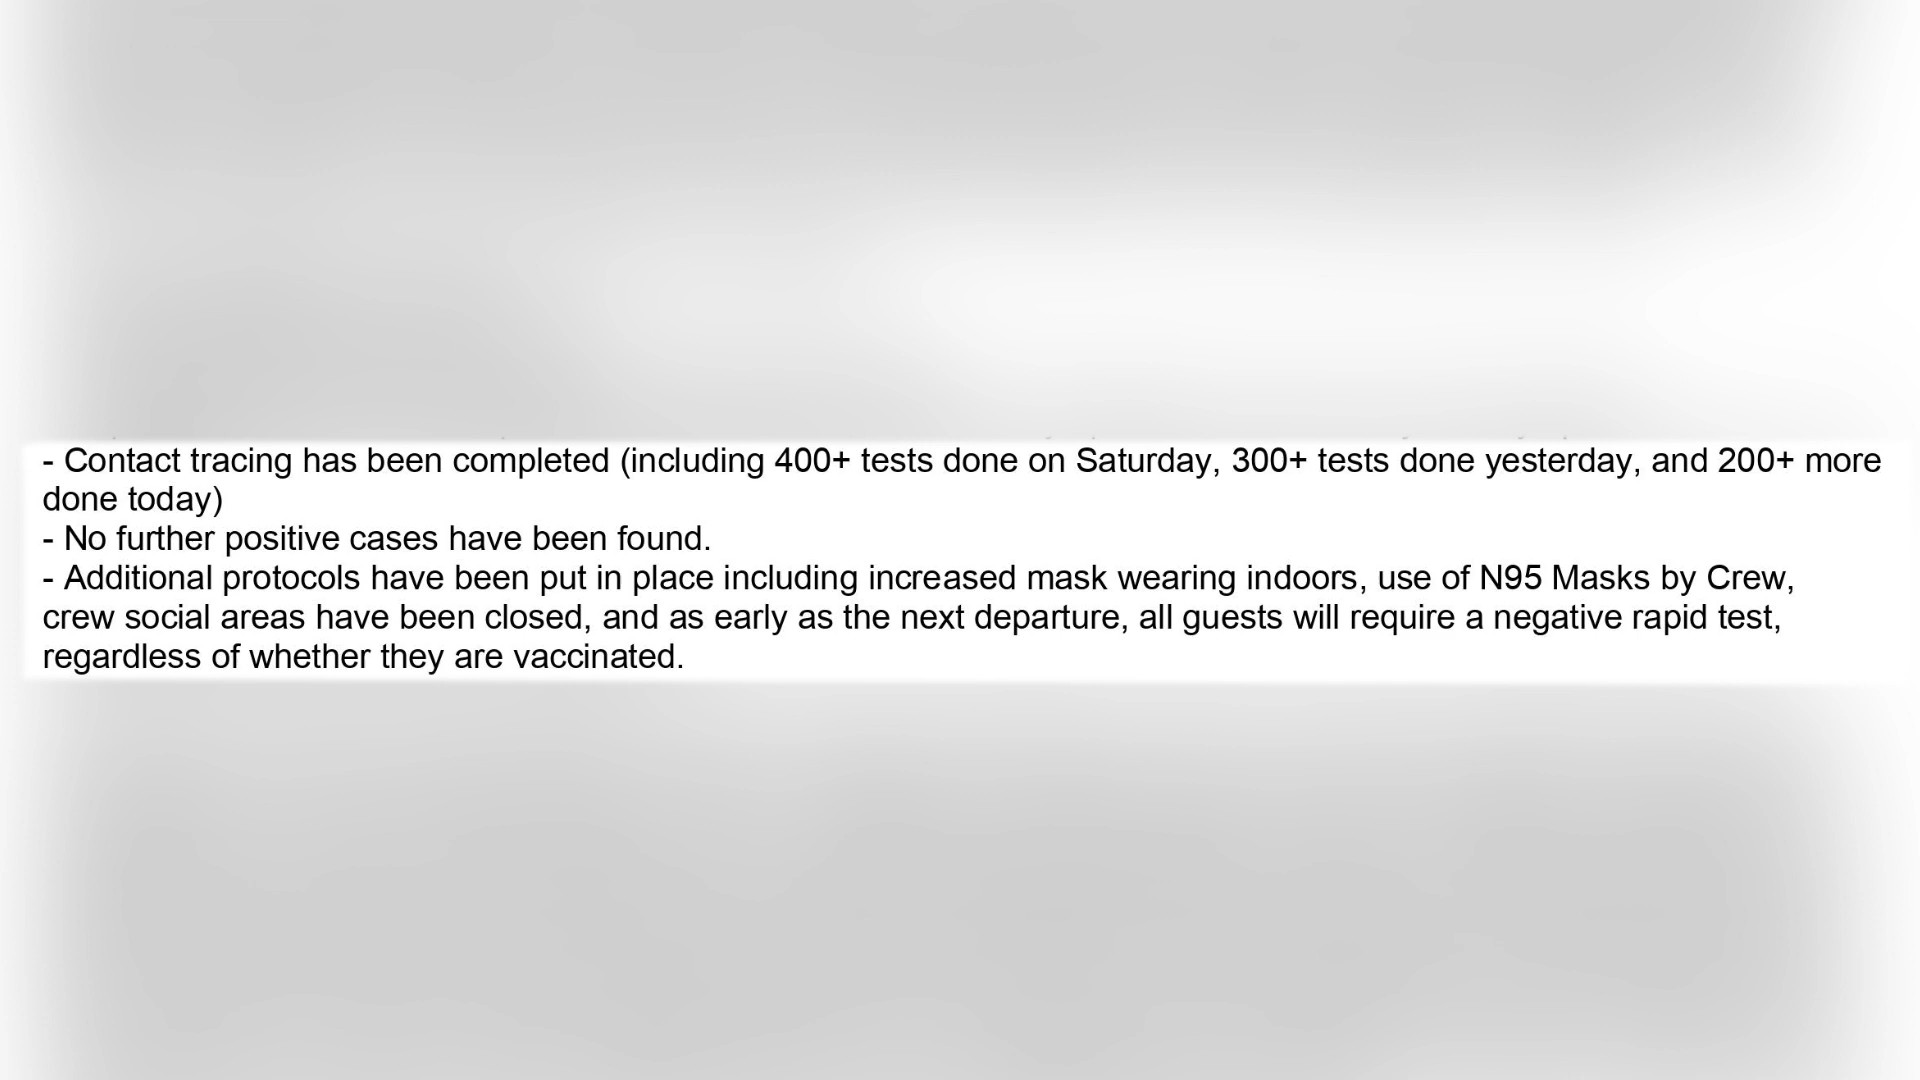 - Contact tracing has been completed (including 400+ tests done on Saturday, 300+ tests done yesterday, and 200+ more
done today)
- No further positive cases have been found.
- Additional protocols have been put in place including increased mask wearing indoors, use of N95 Masks by Crew,
crew social areas have been closed, and as early as the next departure, all guests will require a negative rapid test,
regardless of whether they are vaccinated.